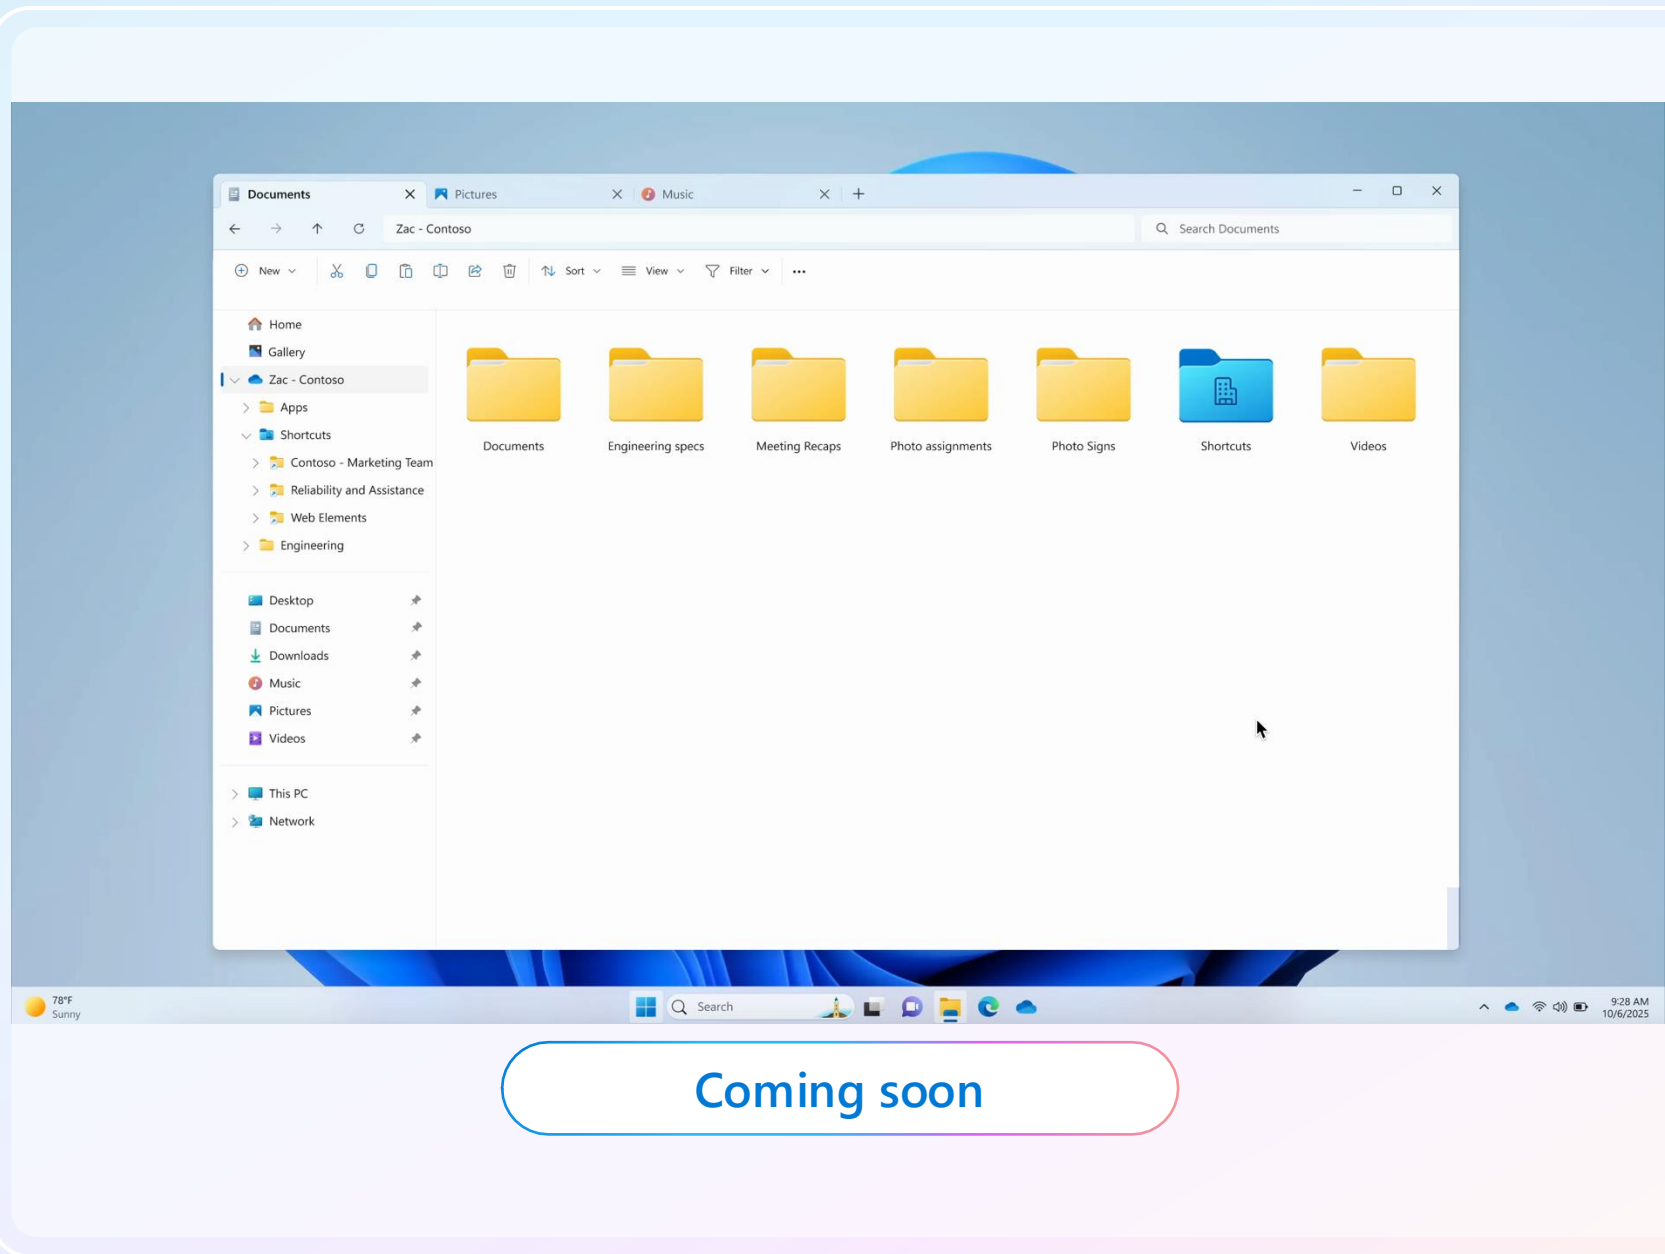 Documents
Pictures
Music
Zac - Contoso
Search Documents
New
Sort
View
Filter
Home
Gallery
Zac - Contoso
Apps
Shortcuts
Contoso - Marketing Team
Reliability and Assistance
Web Elements
Engineering
Desktop
Documents
Downloads
Music
Pictures
Videos
This PC
Network
Documents
Engineering specs
Meeting Recaps
Photo assignments
Photo Signs
Shortcuts
Videos
78°F
Sunny
Search
9:28 AM
10/6/2025
Coming soon